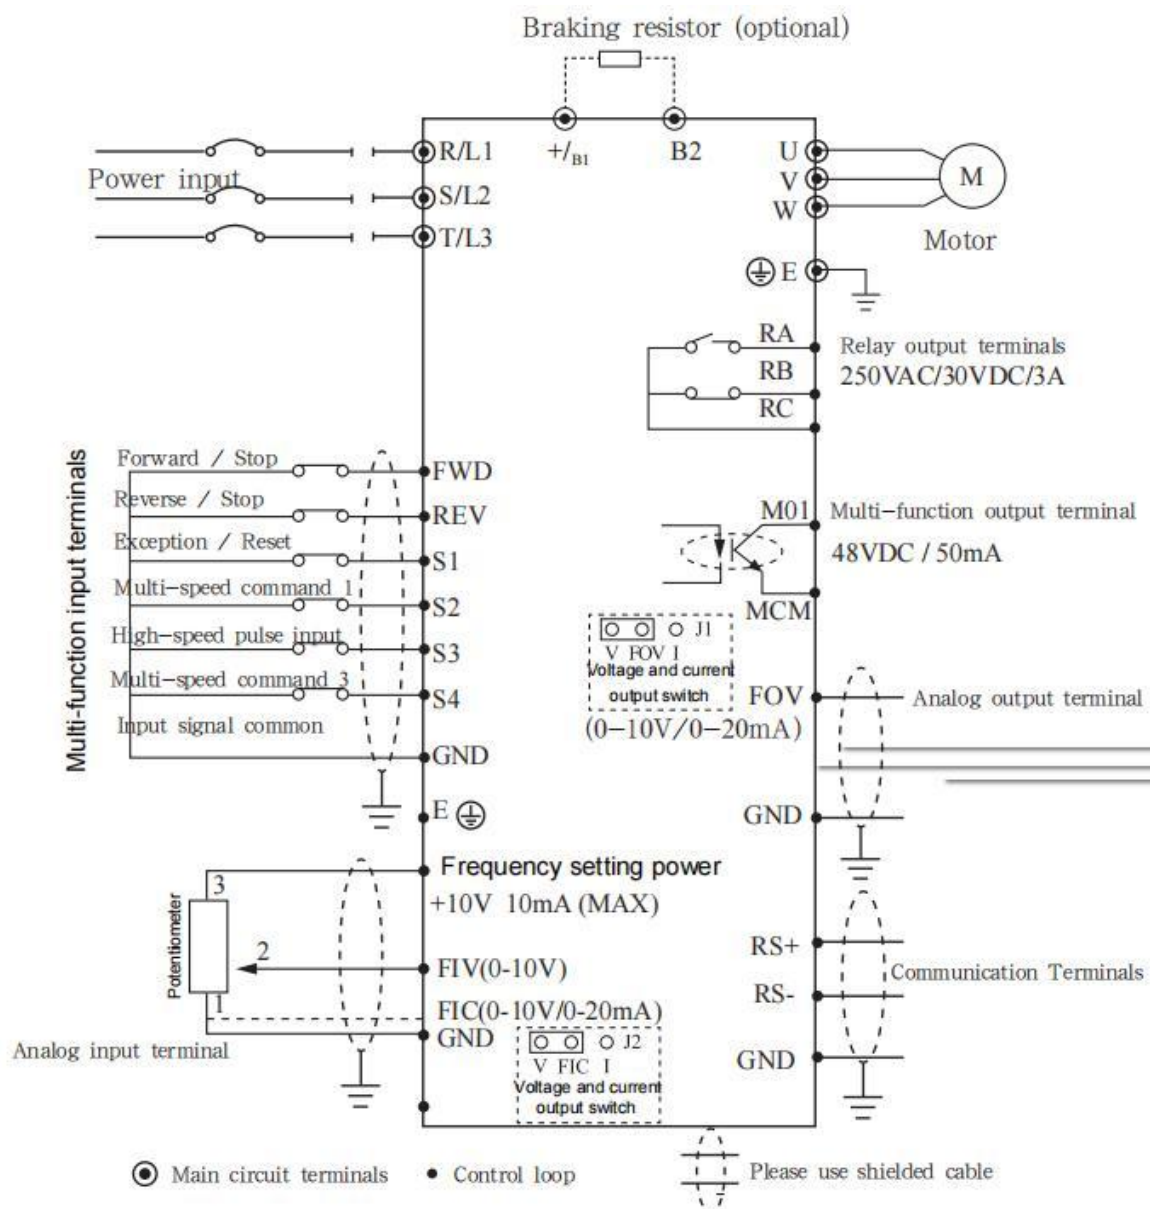 Braking resistor (optional)
+/B1
B2
R/L1
Power input
S/L2
T/L3
U
V
W
M
Motor
E
RA
Relay output terminals
RB
250VAC/30VDC/3A
RC
Multi-function input terminals
Forward / Stop
FWD
Reverse / Stop
REV
Exception / Reset
S1
Multi-speed command 1
S2
High-speed pulse input
S3
Multi-speed command 3
S4
Input signal common
GND
E
M01
Multi-function output terminal
48VDC / 50mA
MCM
J1
V FOV I
Voltage and current
output switch
(0-10V/0-20mA)
FOV
Analog output terminal
GND
Frequency setting power
+10V 10mA (MAX)
Potentiometer
3
2
1
FIV(0-10V)
FIC(0-10V/0-20mA)
GND
Analog input terminal
J2
V FIC I
Voltage and current
output switch
RS+
Communication Terminals
RS-
GND
Main circuit terminals
Control loop
Please use shielded cable